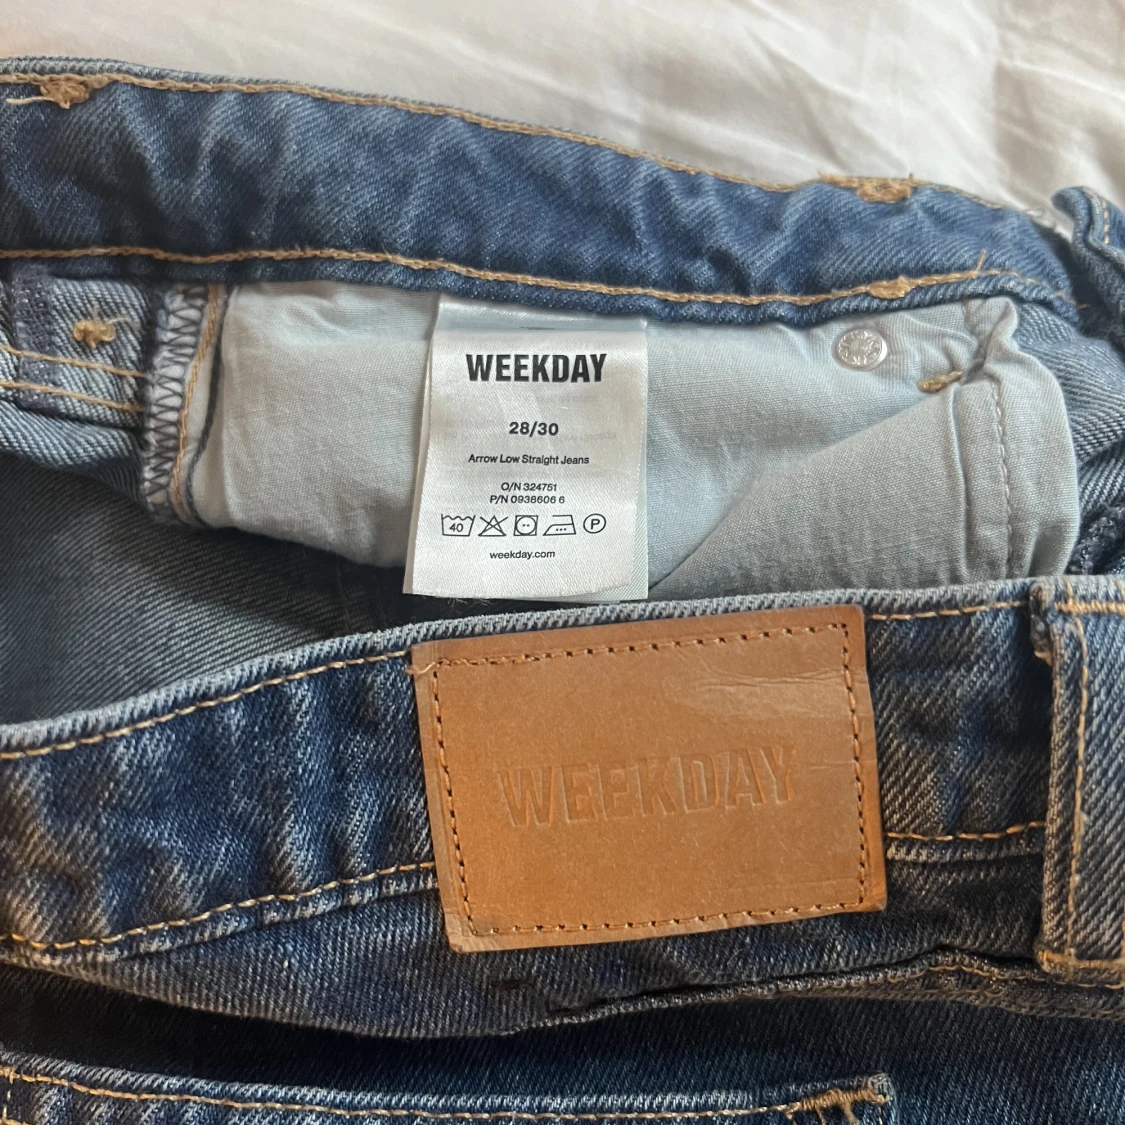 WEEKDAY
28/30
Arrow Low Straight Jeans
O/N 324751
P/N 0938606 6
40 P
weekday.com
WEEKDAY